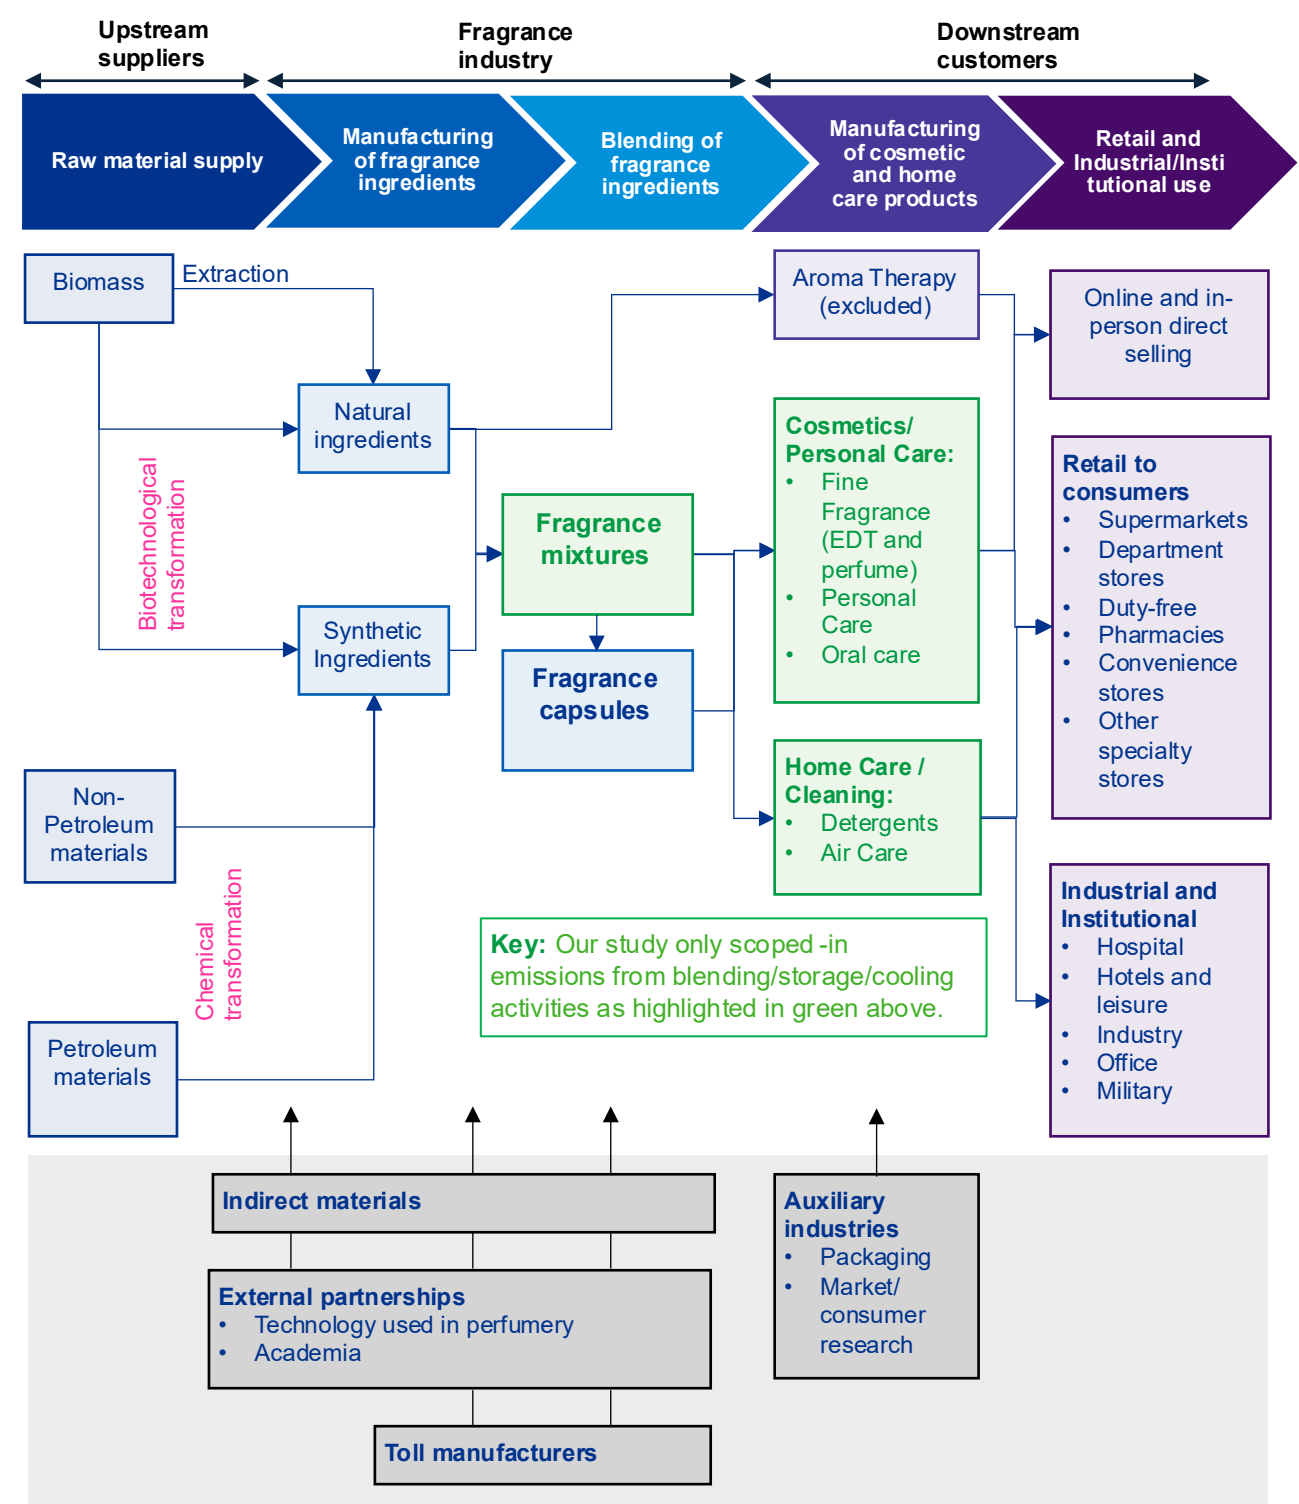 Upstream
suppliers
Fragrance
industry
Downstream
customers
Raw material supply
Manufacturing
of fragrance
ingredients
Blending of
fragrance
ingredients
Manufacturing
of cosmetic
and home
care products
Retail and
Industrial/Insti
tutional use
Biomass
Extraction
Natural
ingredients
Biotechnological
transformation
Synthetic
Ingredients
Non-
Petroleum
materials
Chemical
transformation
Petroleum
materials
Fragrance
mixtures
Fragrance
capsules
Aroma Therapy
(excluded)
Cosmetics/
Personal Care:
• Fine
Fragrance
(EDT and
perfume)
• Personal
Care
• Oral care
Home Care /
Cleaning:
• Detergents
• Air Care
Online and in-
person direct
selling
Retail to
consumers
• Supermarkets
• Department
stores
• Duty-free
• Pharmacies
• Convenience
stores
• Other
specialty
stores
Industrial and
Institutional
• Hospital
• Hotels and
leisure
• Industry
• Office
• Military
Key: Our study only scoped-in
emissions from blending/storage/cooling
activities as highlighted in green above.
Indirect materials
External partnerships
• Technology used in perfumery
• Academia
Toll manufacturers
Auxiliary
industries
• Packaging
• Market/
consumer
research